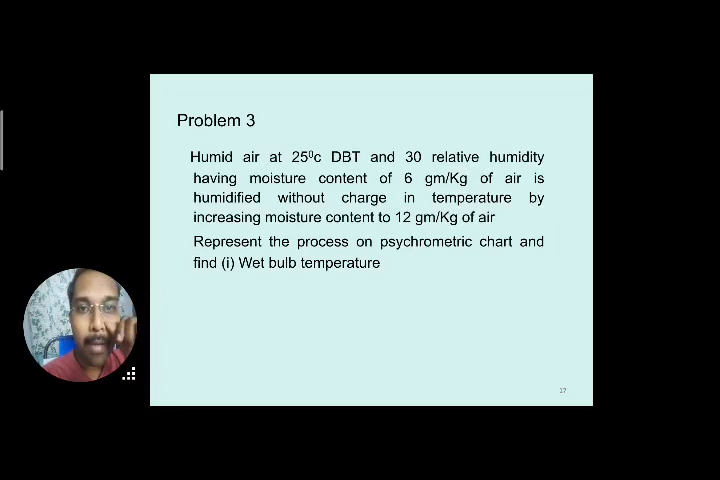 Problem 3
Humid air at 25⁰c DBT and 30 relative humidity
having moisture content of 6 gm/Kg of air is
humidified without charge in temperature by
increasing moisture content to 12 gm/Kg of air
Represent the process on psychrometric chart and
find (i) Wet bulb temperature
17